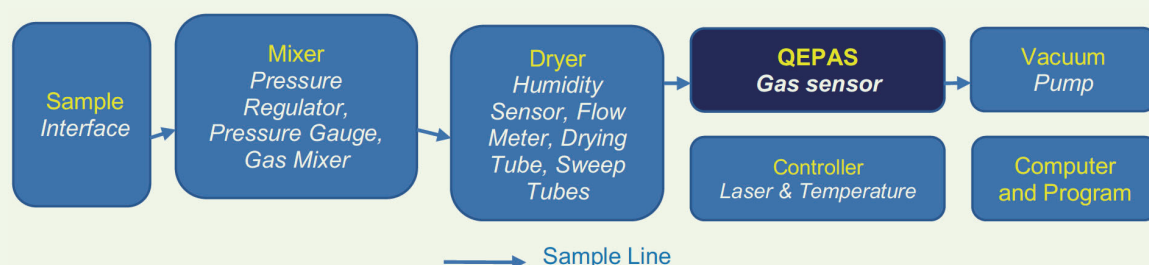 Sample
Interface
Mixer
Pressure
Regulator,
Pressure Gauge,
Gas Mixer
Dryer
Humidity
Sensor, Flow
Meter, Drying
Tube, Sweep
Tubes
QEPAS
Gas sensor
Vacuum
Pump
Controller
Laser & Temperature
Computer
and Program
Sample Line